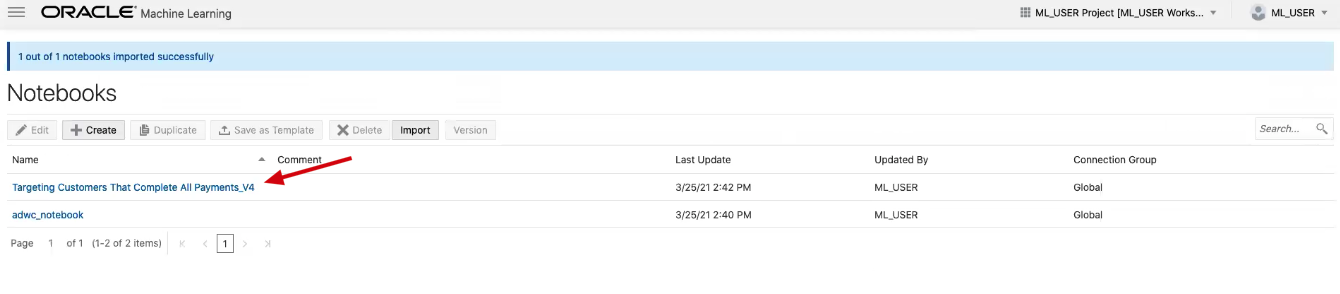 ORACLE Machine Learning ML_USER Project [ML_USER Works... ML_USER
1 out of 1 notebooks imported successfully
Notebooks
Edit Create Duplicate Save as Template Delete Import Version Search...
Name Comment Last Update Updated By Connection Group
Targeting Customers That Complete All Payments_V4 3/25/21 2:42 PM ML_USER Global
adwc_notebook 3/25/21 2:40 PM ML_USER Global
Page 1 of 1 (1-2 of 2 items) 1